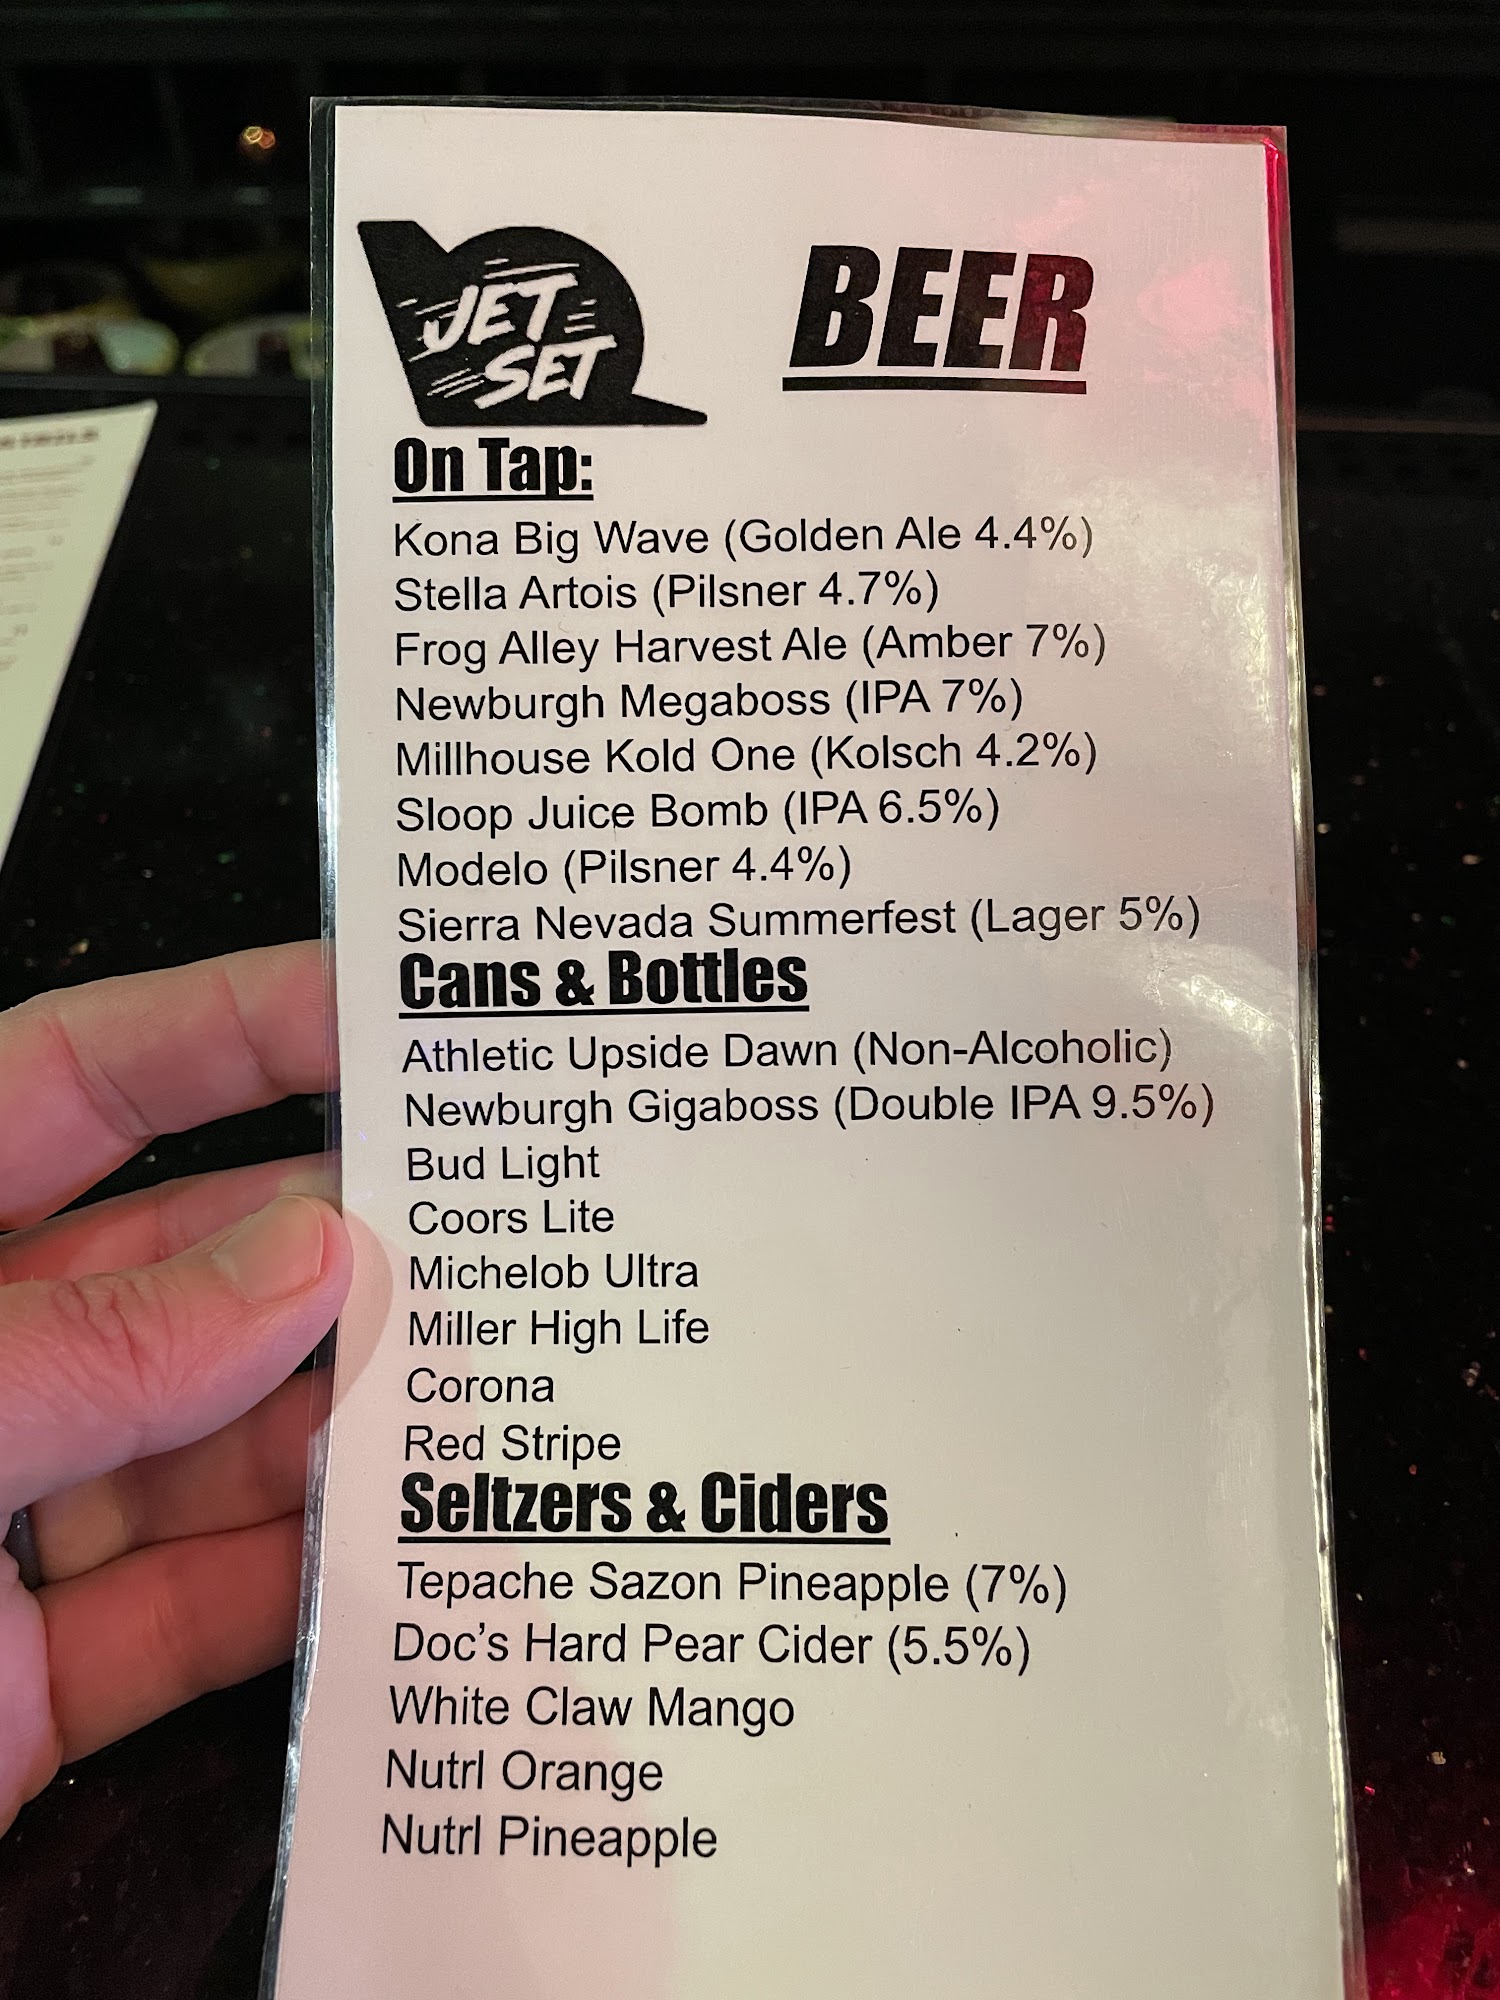 JET
SET
BEER
On Tap:
Kona Big Wave (Golden Ale 4.4%)
Stella Artois (Pilsner 4.7%)
Frog Alley Harvest Ale (Amber 7%)
Newburgh Megaboss (IPA 7%)
Millhouse Kold One (Kolsch 4.2%)
Sloop Juice Bomb (IPA 6.5%)
Modelo (Pilsner 4.4%)
Sierra Nevada Summerfest (Lager 5%)
Cans & Bottles
Athletic Upside Dawn (Non-Alcoholic)
Newburgh Gigaboss (Double IPA 9.5%)
Bud Light
Coors Lite
Michelob Ultra
Miller High Life
Corona
Red Stripe
Seltzers & Ciders
Tepache Sazon Pineapple (7%)
Doc’s Hard Pear Cider (5.5%)
White Claw Mango
Nutrl Orange
Nutrl Pineapple